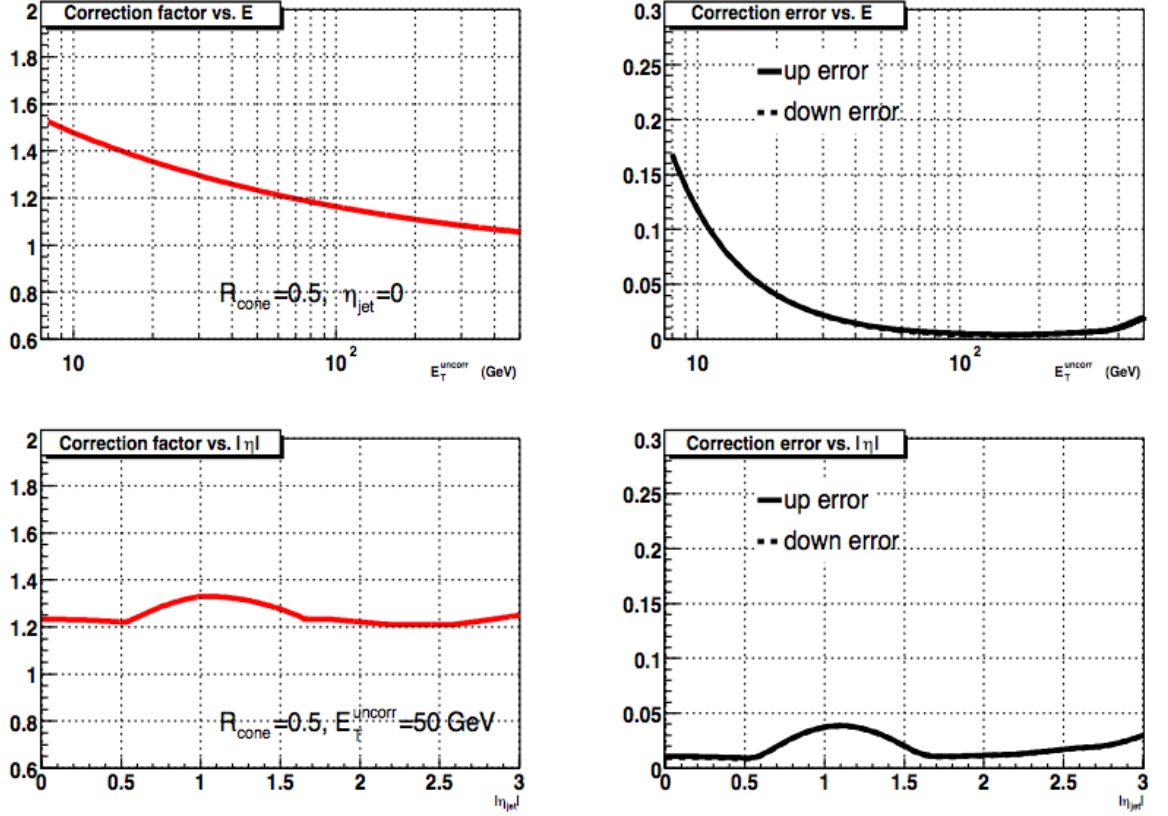 Correction factor vs. E
2
1.8
1.6
1.4
1.2
1
0.8
0.6
R_cone=0.5, η_jet=0
10
10^2
E_T^uncorr (GeV)
Correction error vs. E
0.3
0.25
0.2
0.15
0.1
0.05
0
up error
down error
10
10^2
E_T^uncorr (GeV)
Correction factor vs. |η|
2
1.8
1.6
1.4
1.2
1
0.8
0.6
R_cone=0.5, E_T^uncorr=50 GeV
0 0.5 1 1.5 2 2.5 3
|η_jet|
Correction error vs. |η|
0.3
0.25
0.2
0.15
0.1
0.05
0
up error
down error
0 0.5 1 1.5 2 2.5 3
|η_jet|